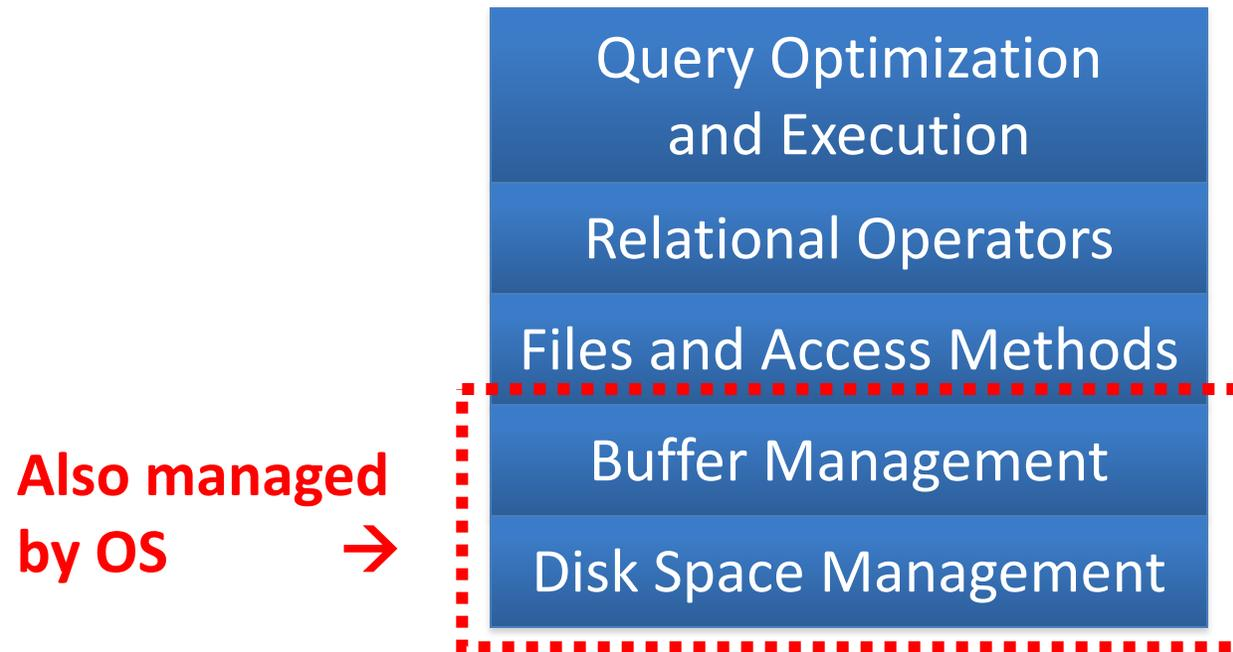 Query Optimization
and Execution
Relational Operators
Files and Access Methods
Buffer Management
Disk Space Management
Also managed
by OS →